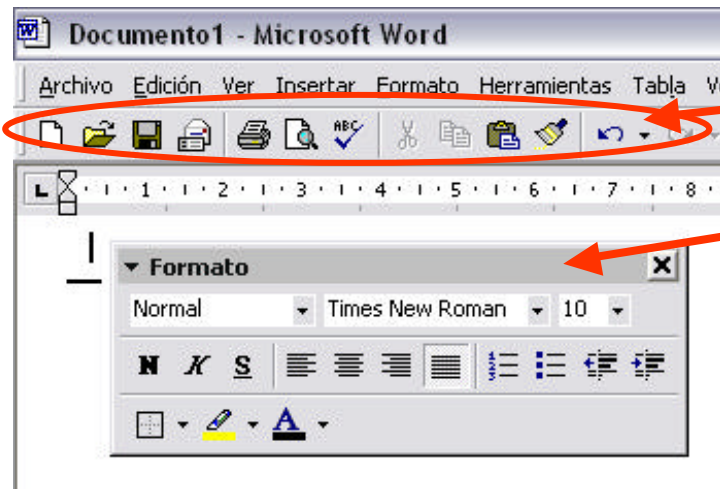 Documento1 - Microsoft Word
Archivo Edición Ver Insertar Formato Herramientas Tabla
ABC
L 1 2 3 4 5 6 7 8
Formato
Normal Times New Roman 10
N K S
A